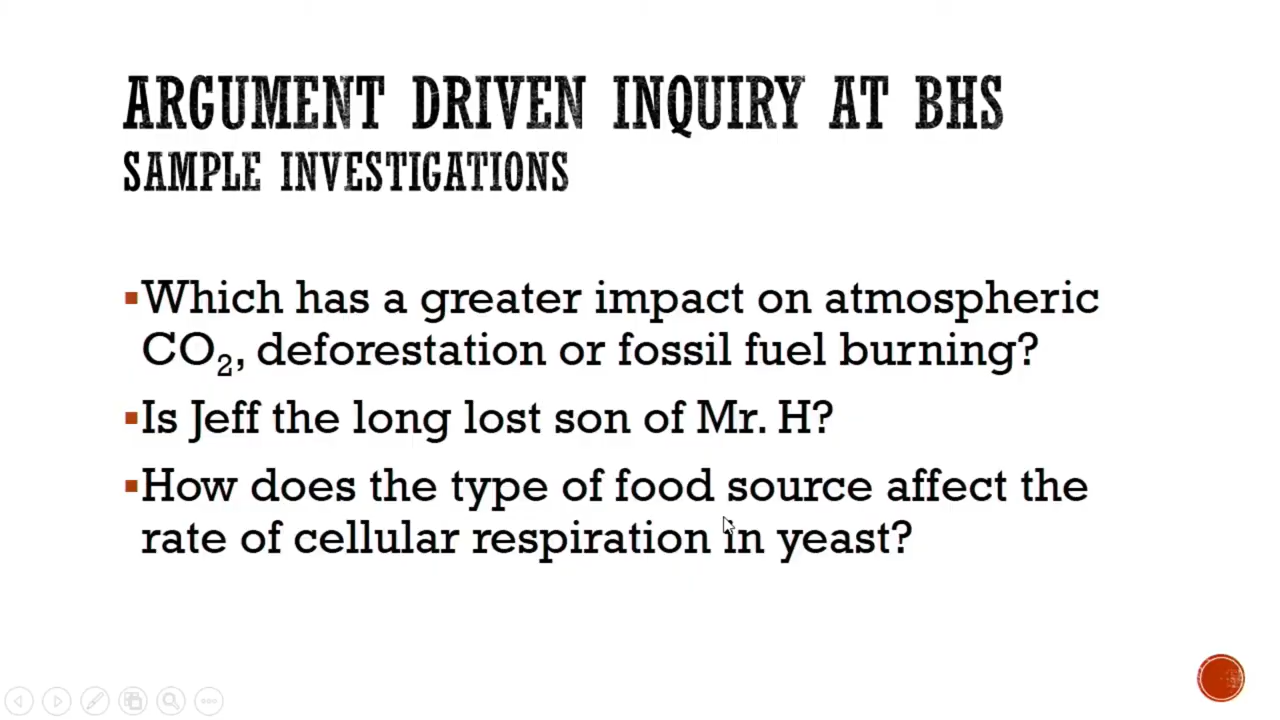 ARGUMENT DRIVEN INQUIRY AT BHS
SAMPLE INVESTIGATIONS
▪Which has a greater impact on atmospheric
CO₂, deforestation or fossil fuel burning?
▪Is Jeff the long lost son of Mr. H?
▪How does the type of food source affect the
rate of cellular respiration in yeast?